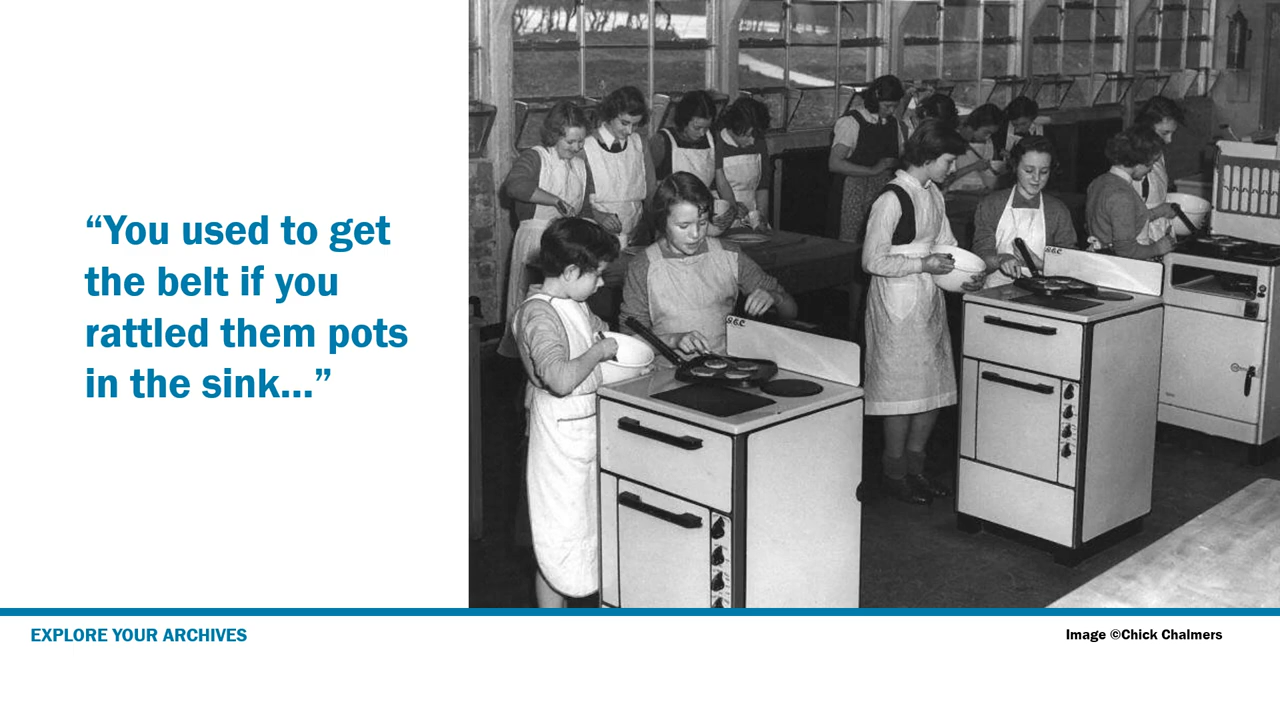 “You used to get
the belt if you
rattled them pots
in the sink…”
G.E.C.
G.E.C.
EXPLORE YOUR ARCHIVES
Image ©Chick Chalmers